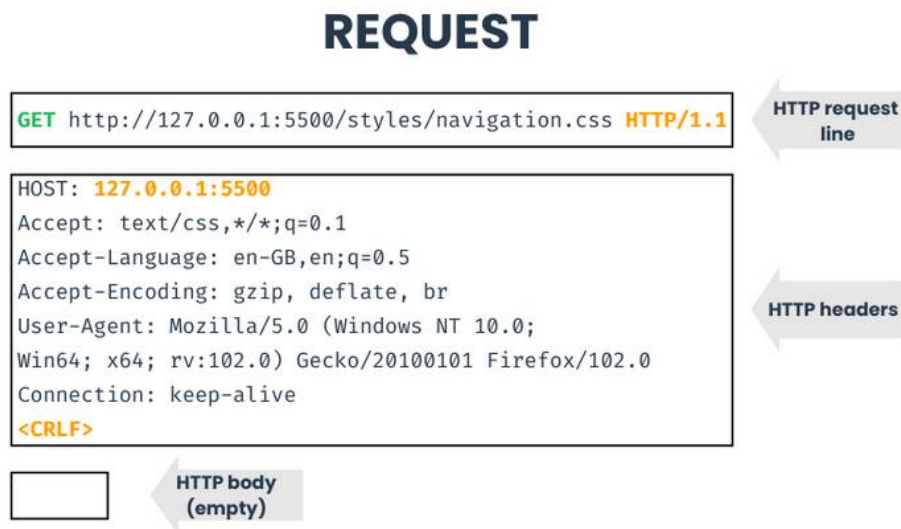 REQUEST
GET http://127.0.0.1:5500/styles/navigation.css HTTP/1.1
HTTP request
line
HOST: 127.0.0.1:5500
Accept: text/css,*/*;q=0.1
Accept-Language: en-GB,en;q=0.5
Accept-Encoding: gzip, deflate, br
User-Agent: Mozilla/5.0 (Windows NT 10.0;
Win64; x64; rv:102.0) Gecko/20100101 Firefox/102.0
Connection: keep-alive
<CRLF>
HTTP headers
HTTP body
(empty)